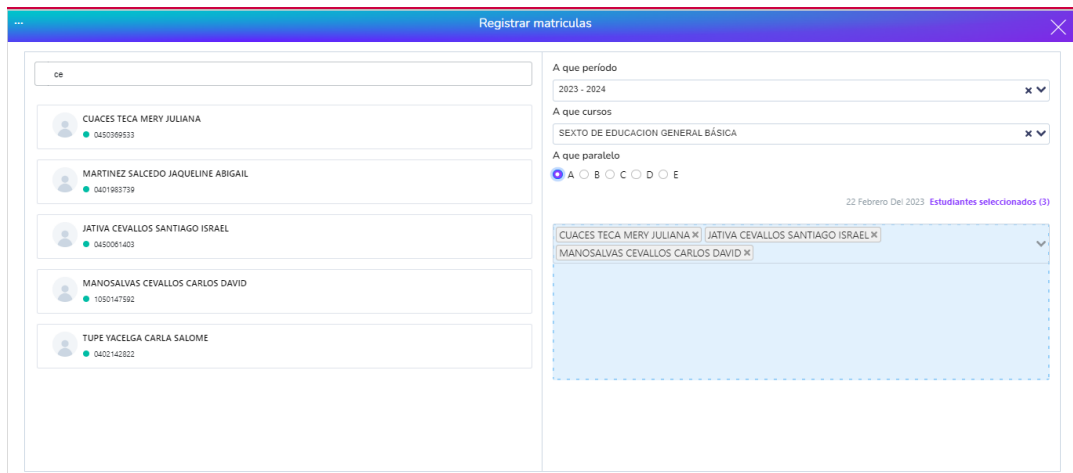 ...
Registrar matriculas
ce
CUACES TECA MERY JULIANA
0450369533
MARTINEZ SALCEDO JAQUELINE ABIGAIL
0401983739
JATIVA CEVALLOS SANTIAGO ISRAEL
0450061403
MANOSALVAS CEVALLOS CARLOS DAVID
1050147592
TUPE YACELGA CARLA SALOME
0402142822
A que período
2023 - 2024
A que cursos
SEXTO DE EDUCACION GENERAL BÁSICA
A que paralelo
A B C D E
22 Febrero Del 2023 Estudiantes seleccionados (3)
CUACES TECA MERY JULIANA × JATIVA CEVALLOS SANTIAGO ISRAEL ×
MANOSALVAS CEVALLOS CARLOS DAVID ×